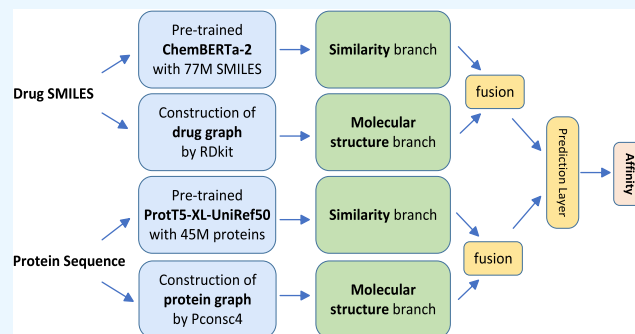 Drug SMILES
Pre-trained
ChemBERTa-2
with 77M SMILES
Similarity branch
Construction of
drug graph
by RDkit
Molecular
structure branch
fusion
Protein Sequence
Pre-trained
ProtT5-XL-UniRef50
with 45M proteins
Similarity branch
Construction of
protein graph
by Pconsc4
Molecular
structure branch
fusion
Prediction Layer
Affinity